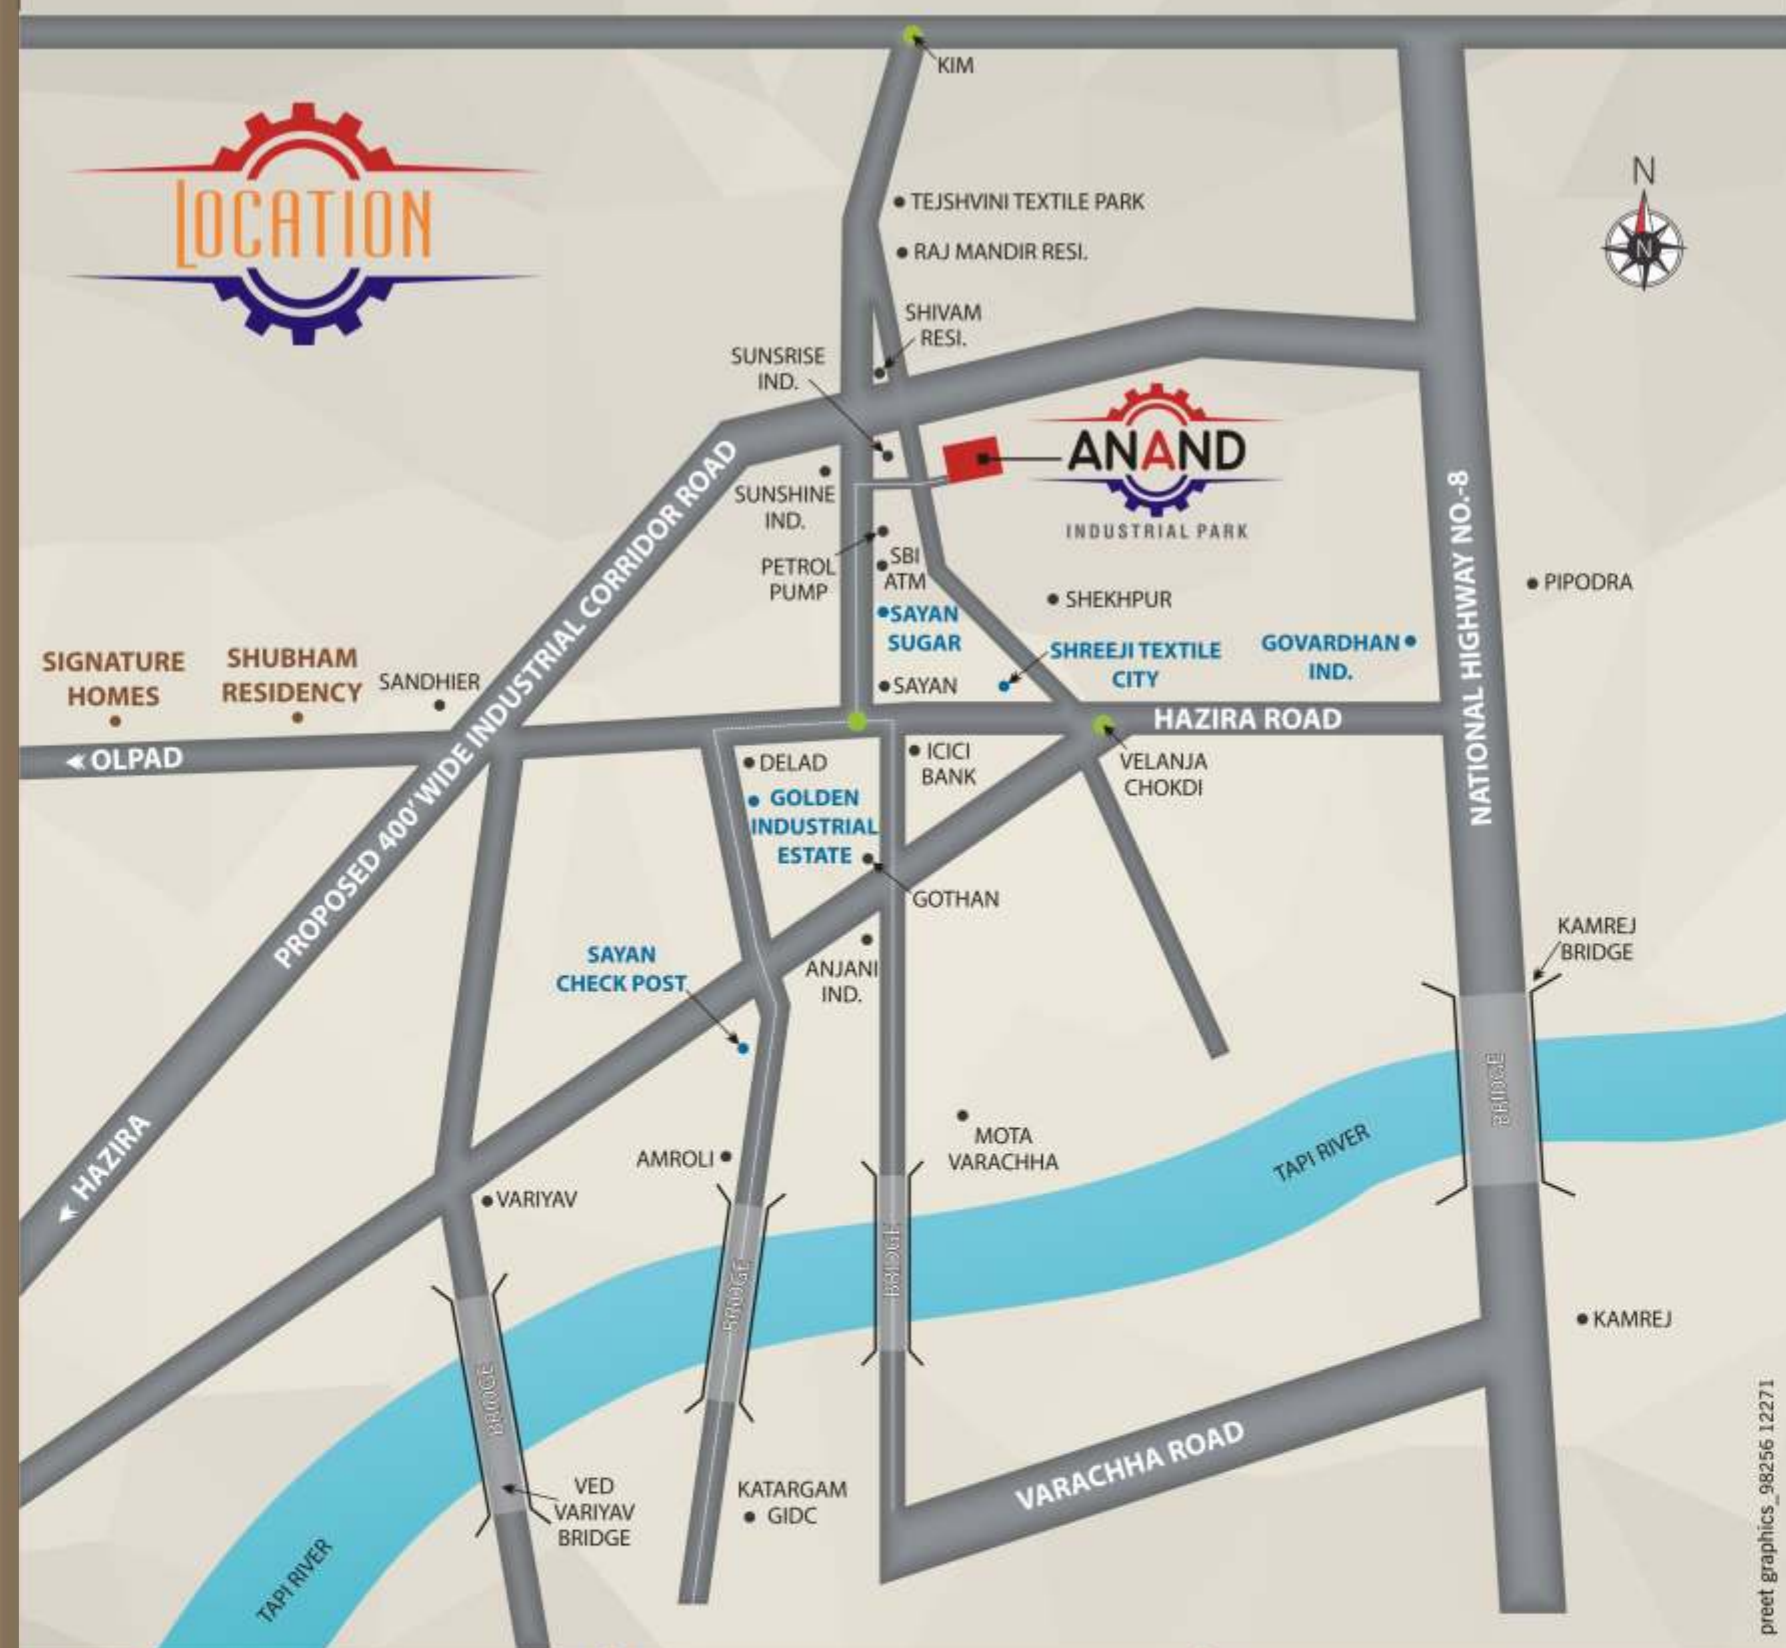 KIM
LOCATION
N
N
TEJSHVINI TEXTILE PARK
RAJ MANDIR RESI.
SHIVAM
RESI.
SUNSRISE
IND.
ANAND
INDUSTRIAL PARK
SUNSHINE
IND.
PETROL
PUMP
SBI
ATM
SAYAN
SUGAR
SHEKHPUR
PIPODRA
SHREEJI TEXTILE
CITY
GOVARDHAN
IND.
NATIONAL HIGHWAY NO.-8
SIGNATURE
HOMES
SHUBHAM
RESIDENCY
SANDHIER
SAYAN
HAZIRA ROAD
OLPAD
PROPOSED 400' WIDE INDUSTRIAL CORRIDOR ROAD
DELAD
ICICI
BANK
VELANJA
CHOKDI
GOLDEN
INDUSTRIAL
ESTATE
GOTHAN
KAMREJ
BRIDGE
SAYAN
CHECK POST
ANJANI
IND.
BRIDGE
HAZIRA
MOTA
VARACHHA
TAPI RIVER
AMROLI
VARIYAV
BRIDGE
BRIDGE
BRIDGE
KAMREJ
VARACHHA ROAD
VED
VARIYAV
BRIDGE
KATARGAM
GIDC
TAPI RIVER
preet graphics_98256 12271